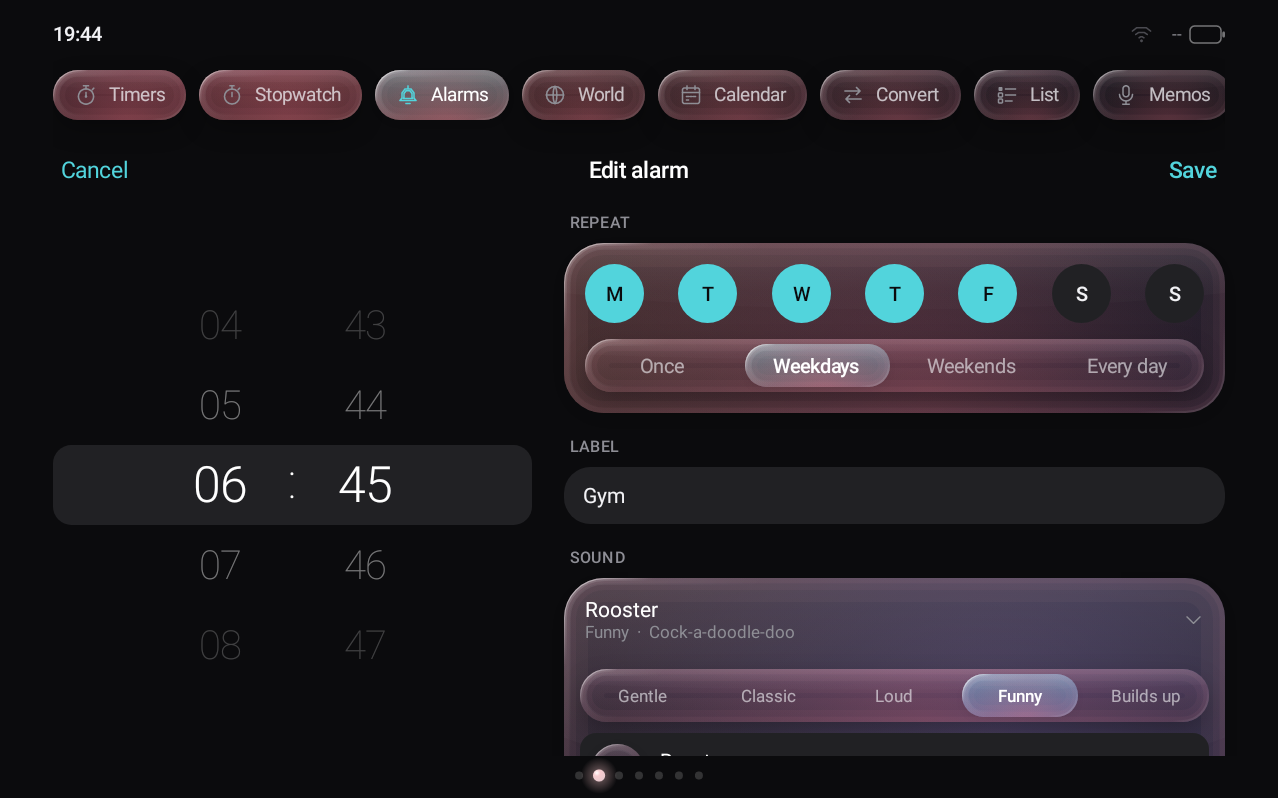 19:44
--
Timers Stopwatch Alarms World Calendar Convert List Memos
Cancel Edit alarm Save
REPEAT
M T W T F S S
Once Weekdays Weekends Every day
04 43
05 44
06 : 45
07 46
08 47
LABEL
Gym
SOUND
Rooster
Funny · Cock-a-doodle-doo
Gentle Classic Loud Funny Builds up